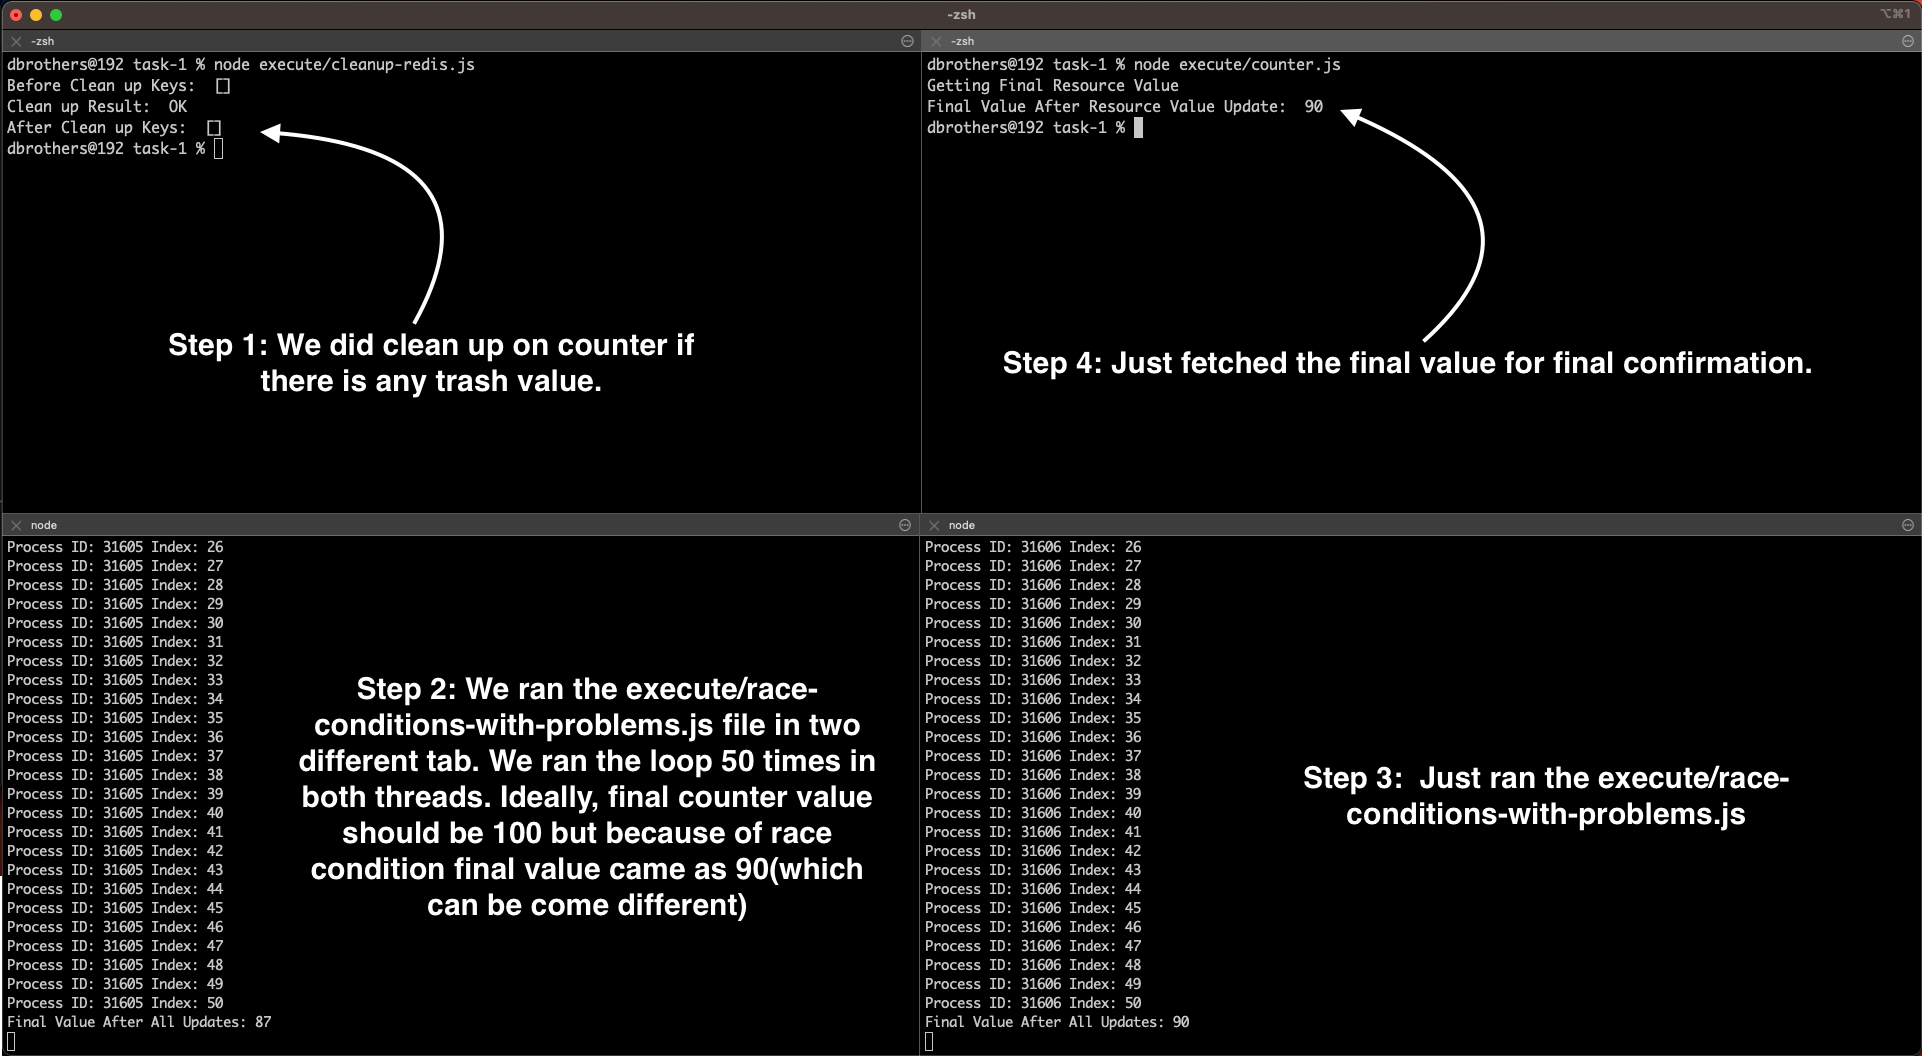 -zsh
⌥⌘1
-zsh
dbrothers@192 task-1 % node execute/cleanup-redis.js
Before Clean up Keys:  []
Clean up Result:  OK
After Clean up Keys:  []
dbrothers@192 task-1 %
Step 1: We did clean up on counter if
there is any trash value.
-zsh
dbrothers@192 task-1 % node execute/counter.js
Getting Final Resource Value
Final Value After Resource Value Update:  90
dbrothers@192 task-1 %
Step 4: Just fetched the final value for final confirmation.
node
Process ID: 31605 Index: 26
Process ID: 31605 Index: 27
Process ID: 31605 Index: 28
Process ID: 31605 Index: 29
Process ID: 31605 Index: 30
Process ID: 31605 Index: 31
Process ID: 31605 Index: 32
Process ID: 31605 Index: 33
Process ID: 31605 Index: 34
Process ID: 31605 Index: 35
Process ID: 31605 Index: 36
Process ID: 31605 Index: 37
Process ID: 31605 Index: 38
Process ID: 31605 Index: 39
Process ID: 31605 Index: 40
Process ID: 31605 Index: 41
Process ID: 31605 Index: 42
Process ID: 31605 Index: 43
Process ID: 31605 Index: 44
Process ID: 31605 Index: 45
Process ID: 31605 Index: 46
Process ID: 31605 Index: 47
Process ID: 31605 Index: 48
Process ID: 31605 Index: 49
Process ID: 31605 Index: 50
Final Value After All Updates: 87
Step 2: We ran the execute/race-
conditions-with-problems.js file in two
different tab. We ran the loop 50 times in
both threads. Ideally, final counter value
should be 100 but because of race
condition final value came as 90(which
can be come different)
node
Process ID: 31606 Index: 26
Process ID: 31606 Index: 27
Process ID: 31606 Index: 28
Process ID: 31606 Index: 29
Process ID: 31606 Index: 30
Process ID: 31606 Index: 31
Process ID: 31606 Index: 32
Process ID: 31606 Index: 33
Process ID: 31606 Index: 34
Process ID: 31606 Index: 35
Process ID: 31606 Index: 36
Process ID: 31606 Index: 37
Process ID: 31606 Index: 38
Process ID: 31606 Index: 39
Process ID: 31606 Index: 40
Process ID: 31606 Index: 41
Process ID: 31606 Index: 42
Process ID: 31606 Index: 43
Process ID: 31606 Index: 44
Process ID: 31606 Index: 45
Process ID: 31606 Index: 46
Process ID: 31606 Index: 47
Process ID: 31606 Index: 48
Process ID: 31606 Index: 49
Process ID: 31606 Index: 50
Final Value After All Updates: 90
Step 3:  Just ran the execute/race-
conditions-with-problems.js